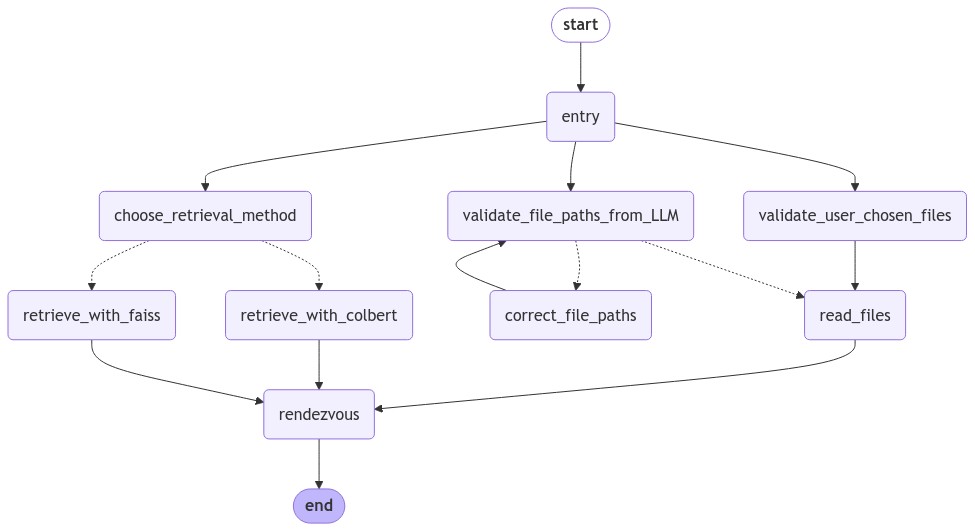 start
entry
choose_retrieval_method
validate_file_paths_from_LLM
validate_user_chosen_files
retrieve_with_faiss
retrieve_with_colbert
correct_file_paths
read_files
rendezvous
end